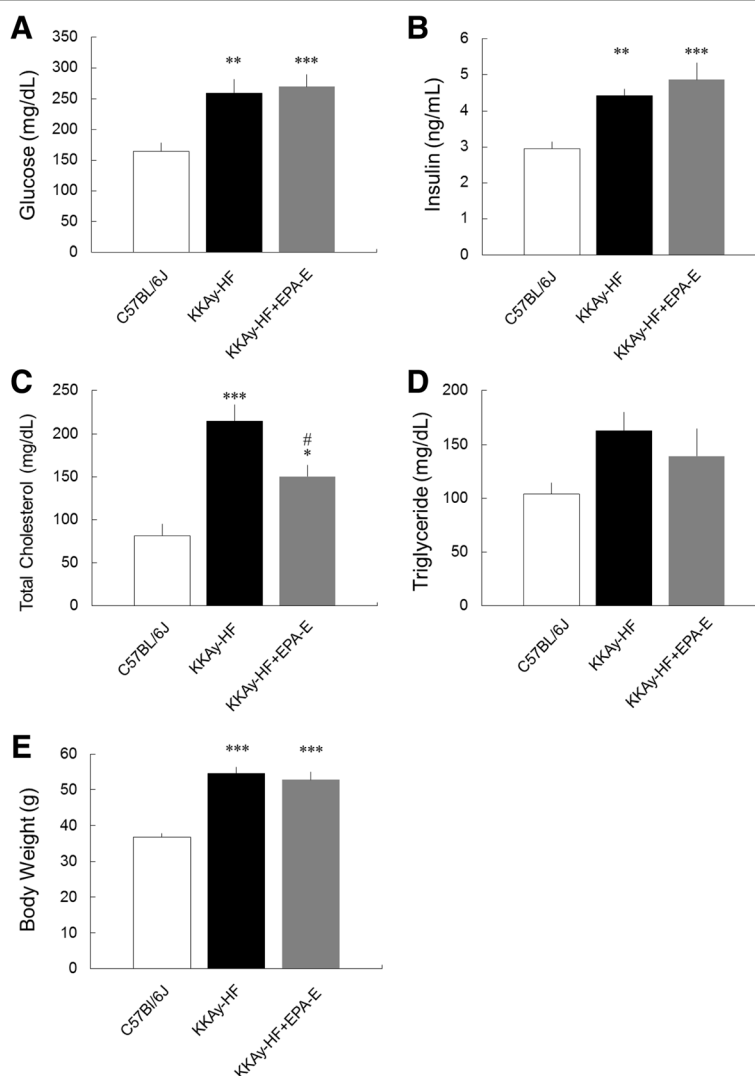 A
Glucose (mg/dL)
350
300
250
200
150
100
50
0
**
***
C57BL/6J
KKAy-HF
KKAy-HF+EPA-E
B
Insulin (ng/mL)
6
5
4
3
2
1
0
**
***
C57BL/6J
KKAy-HF
KKAy-HF+EPA-E
C
Total Cholesterol (mg/dL)
250
200
150
100
50
0
***
#
*
C57BL/6J
KKAy-HF
KKAy-HF+EPA-E
D
Triglyceride (mg/dL)
200
150
100
50
0
C57BL/6J
KKAy-HF
KKAy-HF+EPA-E
E
Body Weight (g)
60
50
40
30
20
10
0
***
***
C57Bl/6J
KKAy-HF
KKAy-HF+EPA-E